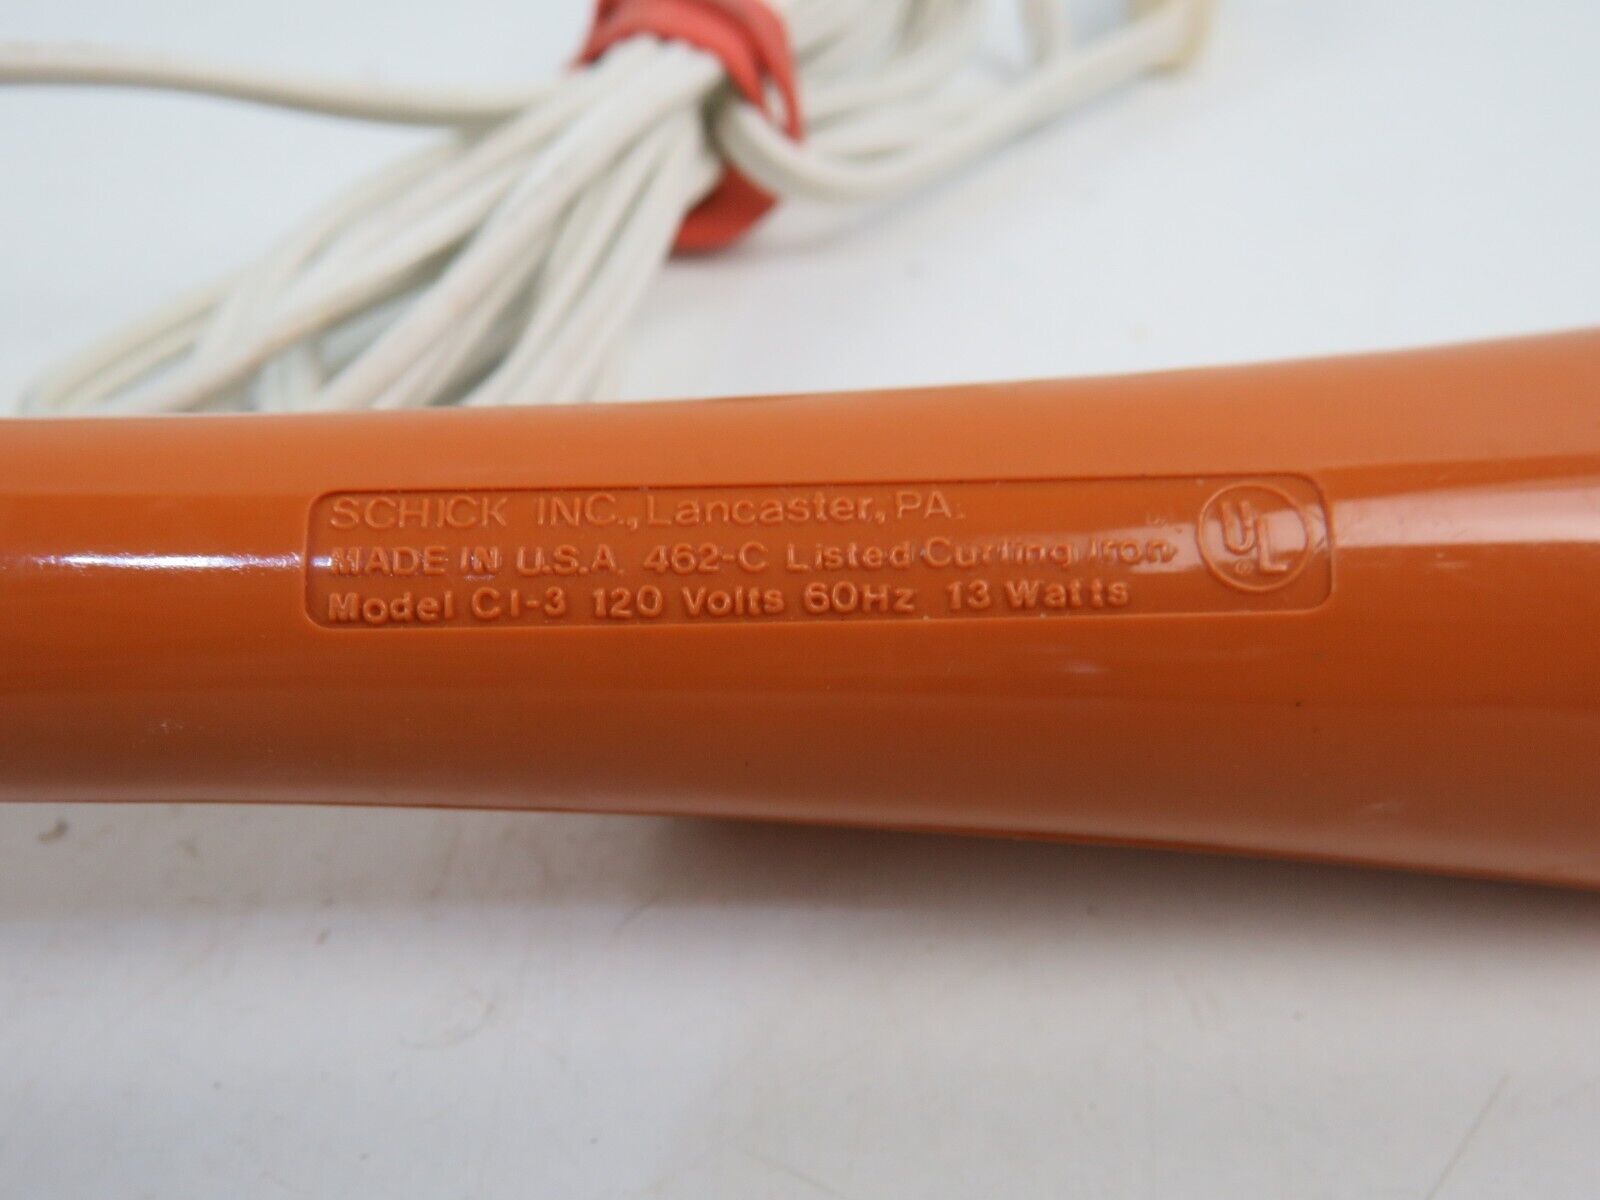 SCHICK INC., Lancaster, PA.
MADE IN U.S.A. 462-C Listed Curling Iron
Model CI-3 120 Volts 60Hz 13 Watts
UL